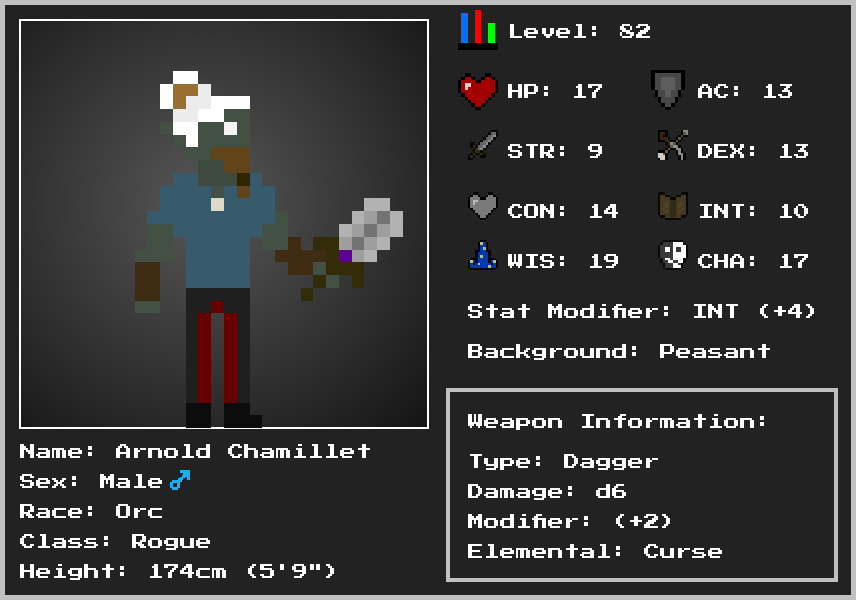 Level: 82
HP: 17 AC: 13
STR: 9 DEX: 13
CON: 14 INT: 10
WIS: 19 CHA: 17
Stat Modifier: INT (+4)
Background: Peasant
Name: Arnold Chamillet
Sex: Male ♂
Race: Orc
Class: Rogue
Height: 174cm (5'9")
Weapon Information:
Type: Dagger
Damage: d6
Modifier: (+2)
Elemental: Curse